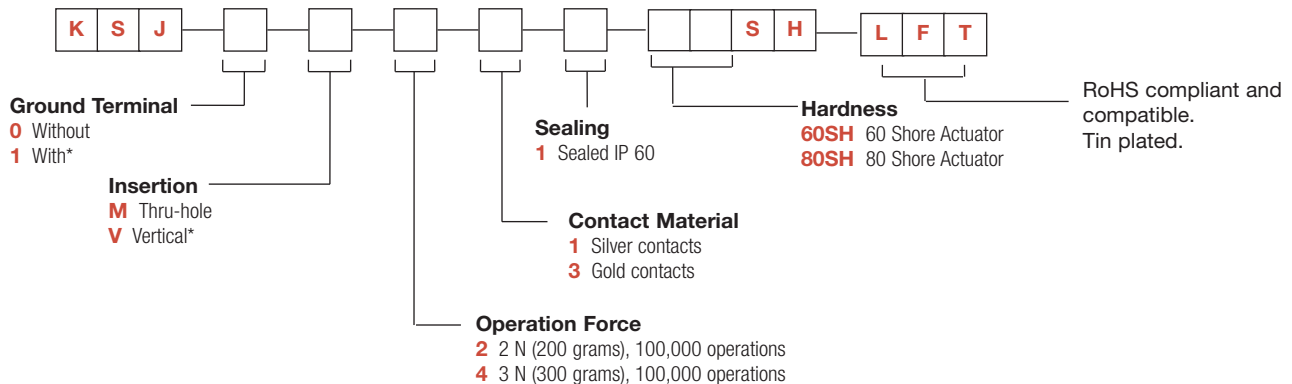 K S J S H L F T
Ground Terminal
0 Without
1 With*
Insertion
M Thru-hole
V Vertical*
Operation Force
2 2 N (200 grams), 100,000 operations
4 3 N (300 grams), 100,000 operations
Contact Material
1 Silver contacts
3 Gold contacts
Sealing
1 Sealed IP 60
Hardness
60SH 60 Shore Actuator
80SH 80 Shore Actuator
RoHS compliant and
compatible.
Tin plated.